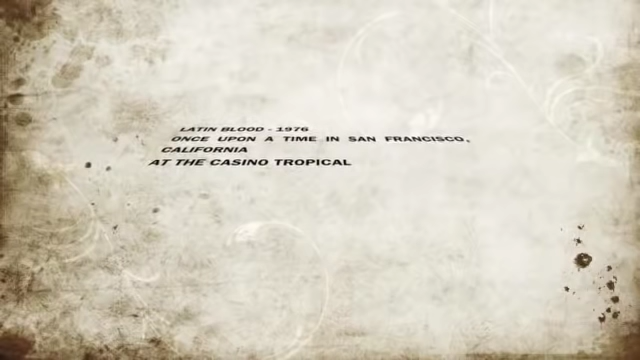 LATIN BLOOD - 1976
ONCE UPON A TIME IN SAN FRANCISCO,
CALIFORNIA
AT THE CASINO TROPICAL